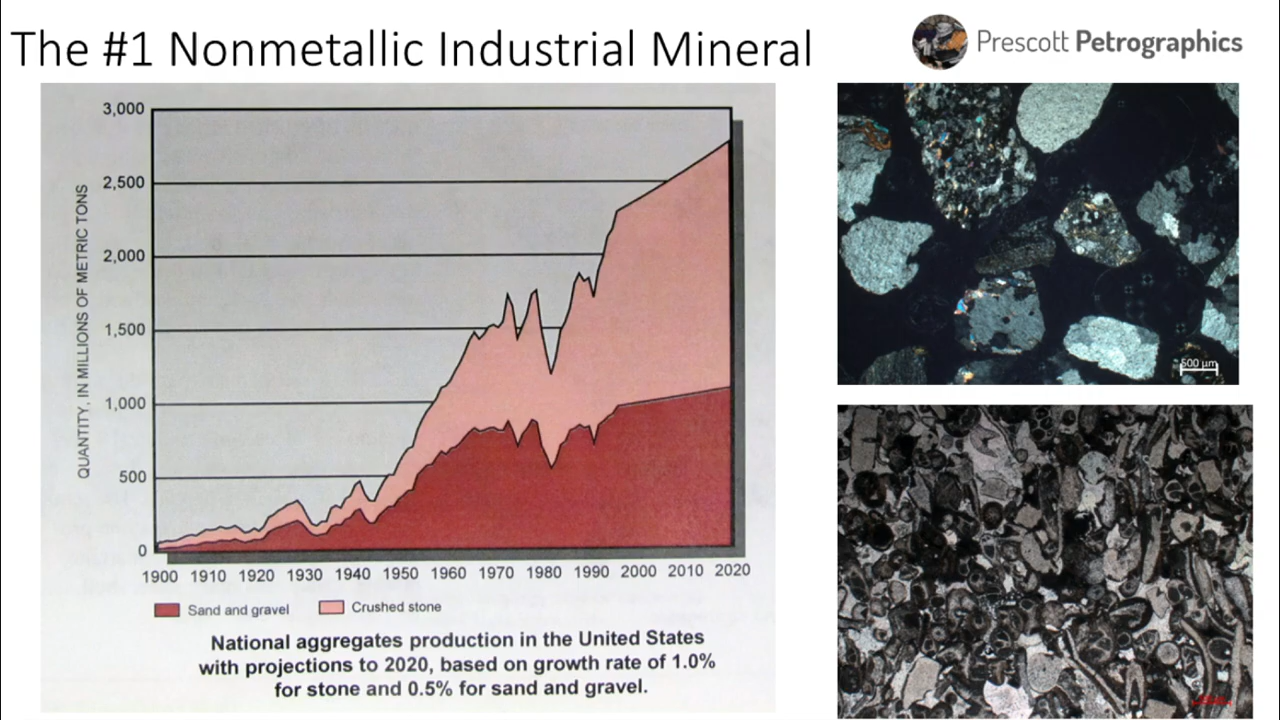 The #1 Nonmetallic Industrial Mineral
Prescott Petrographics
3,000
2,500
2,000
1,500
1,000
500
0
QUANTITY, IN MILLIONS OF METRIC TONS
1900 1910 1920 1930 1940 1950 1960 1970 1980 1990 2000 2010 2020
Sand and gravel Crushed stone
National aggregates production in the United States
with projections to 2020, based on growth rate of 1.0%
for stone and 0.5% for sand and gravel.
500 µm